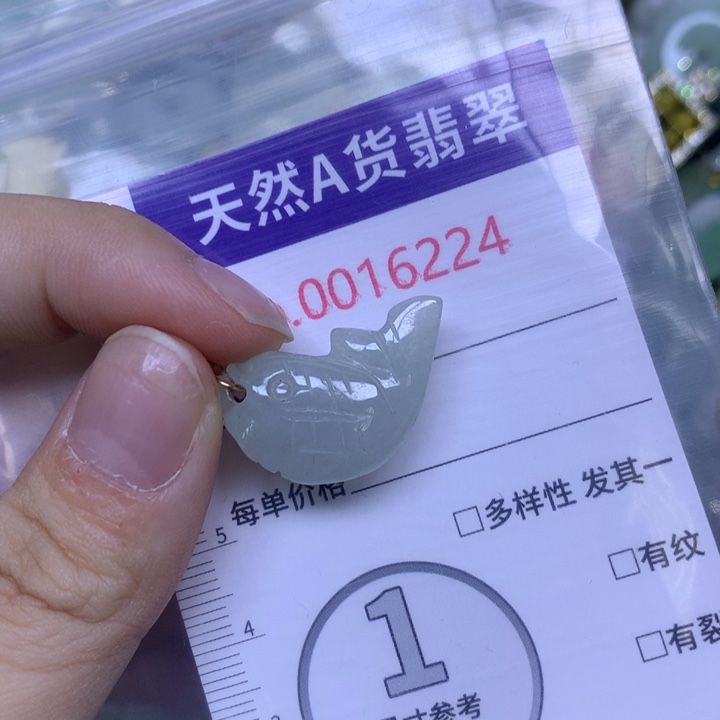 天然A货翡翠
.0016224
每单价格
□多样性 发其一
□有纹
□有裂
5
4
1
寸参考